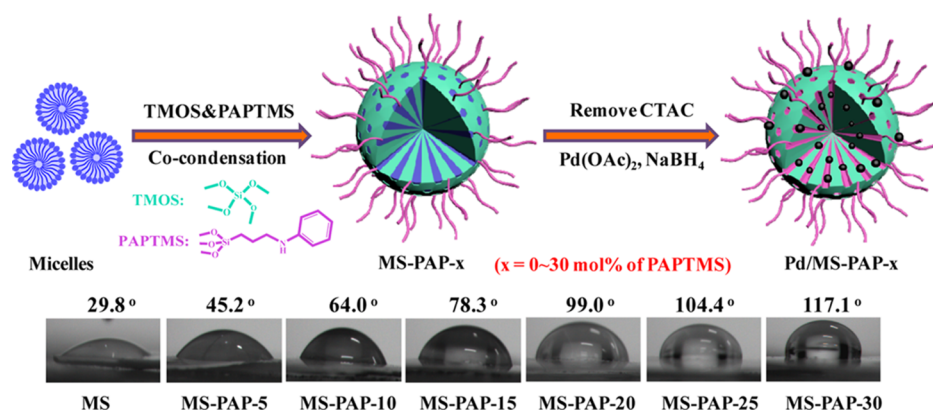 TMOS&PAPTMS
Co-condensation
Remove CTAC
Pd(OAc)₂, NaBH₄
TMOS:
O
O
Si
O
O
PAPTMS:
O
O
Si
O
N
H
Micelles
MS-PAP-x
(x = 0~30 mol% of PAPTMS)
Pd/MS-PAP-x
29.8 º 45.2 º 64.0 º 78.3 º 99.0 º 104.4 º 117.1 º
MS MS-PAP-5 MS-PAP-10 MS-PAP-15 MS-PAP-20 MS-PAP-25 MS-PAP-30